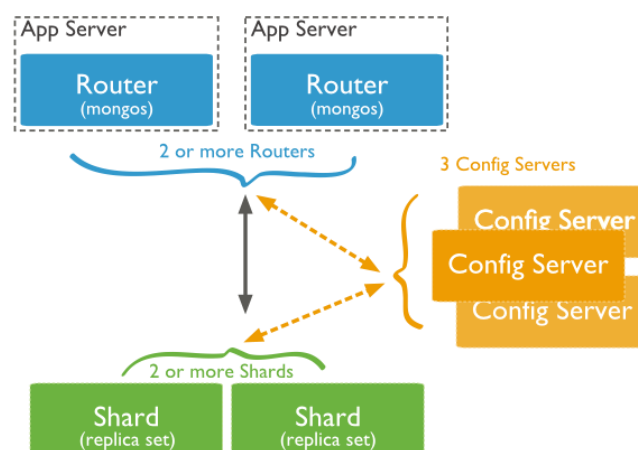 App Server
App Server
Router
(mongos)
Router
(mongos)
2 or more Routers
3 Config Servers
Config Server
Config Server
Config Server
2 or more Shards
Shard
(replica set)
Shard
(replica set)